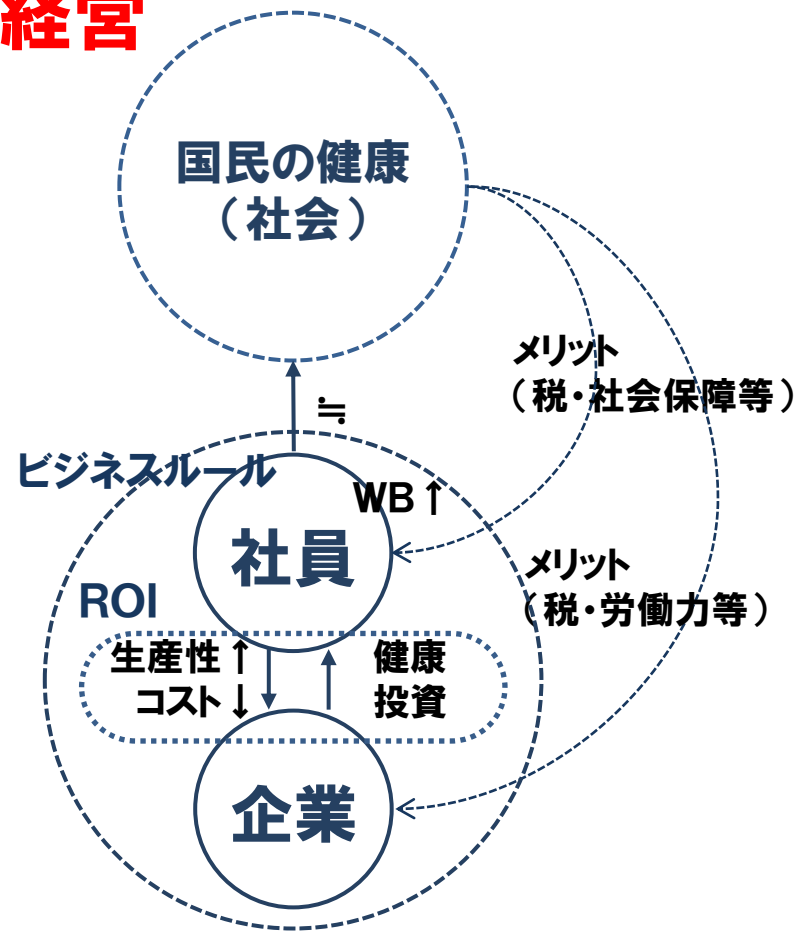 経営
国民の健康
（社会）
メリット
（税・社会保障等）
≒
ビジネスルール
WB↑
社員
メリット
（税・労働力等）
ROI
生産性↑
コスト↓
健康
投資
企業